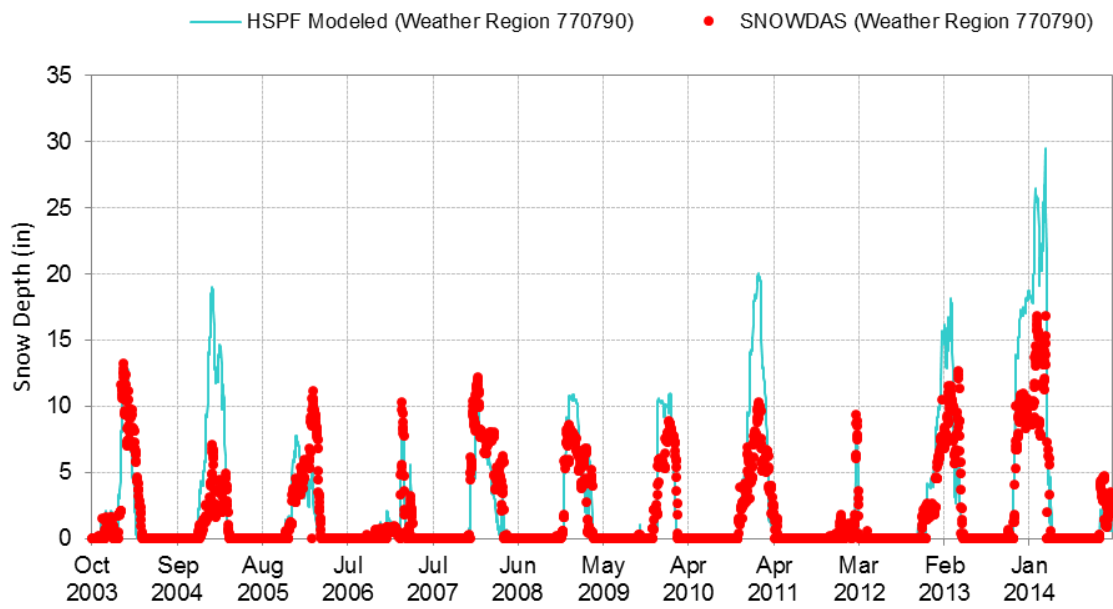 HSPF Modeled (Weather Region 770790) SNOWDAS (Weather Region 770790)
35
30
25
20
15
10
5
0
Snow Depth (in)
Oct Sep Aug Jul Jul Jun May Apr Apr Mar Feb Jan
2003 2004 2005 2006 2007 2008 2009 2010 2011 2012 2013 2014